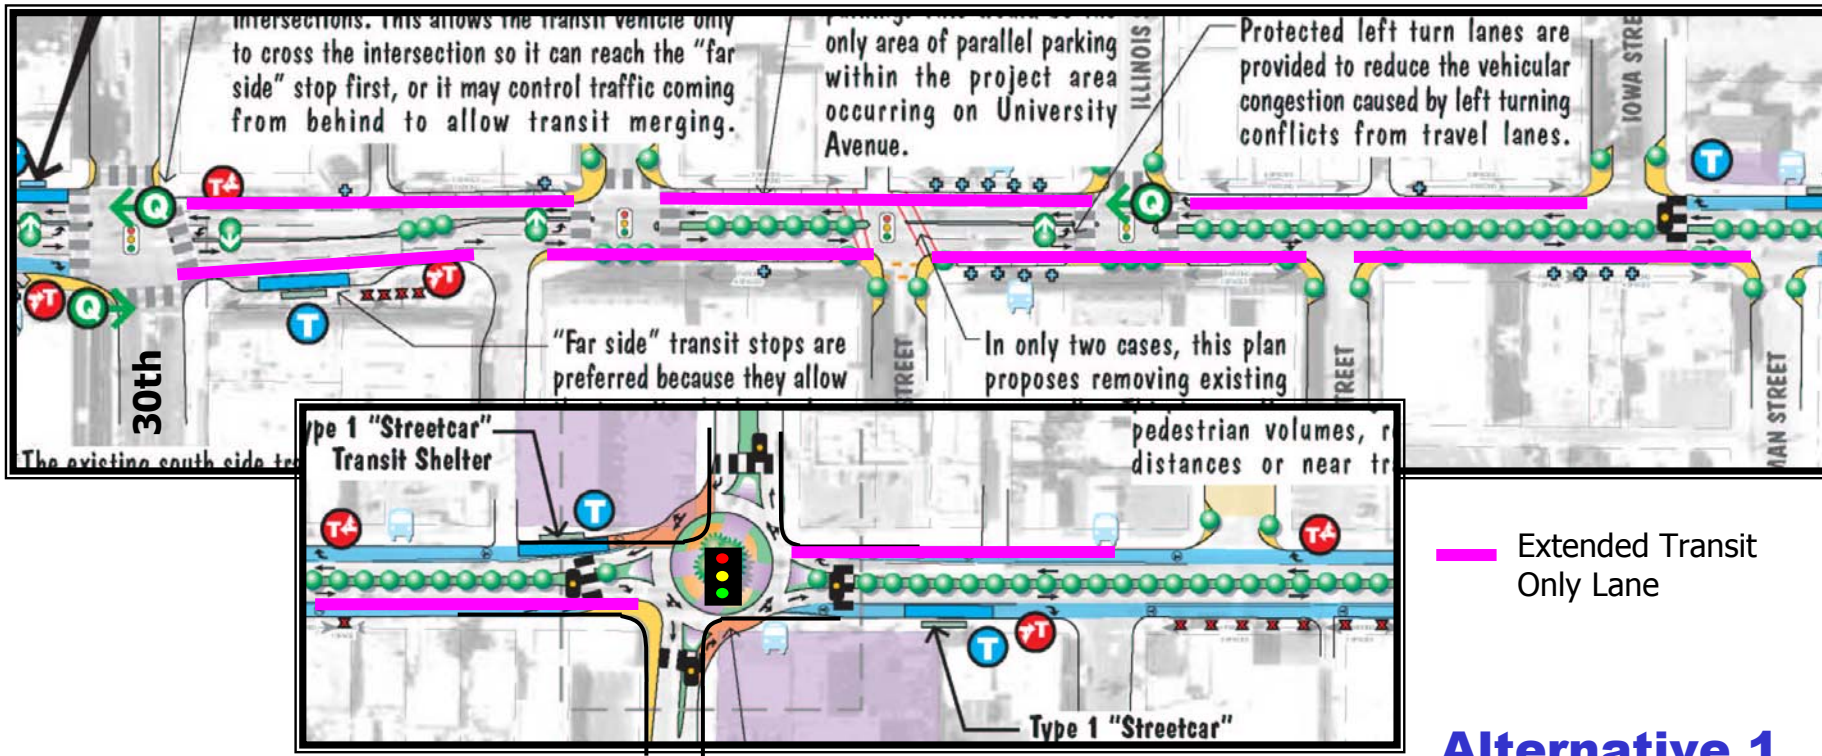 intersections. This allows the transit vehicle only
to cross the intersection so it can reach the "far
side" stop first, or it may control traffic coming
from behind to allow transit merging.
only area of parallel parking
within the project area
occurring on University
Avenue.
ILLINOIS
Protected left turn lanes are
provided to reduce the vehicular
congestion caused by left turning
conflicts from travel lanes.
IOWA STRE
T
T
Q
Q
T
T
T
30th
"Far side" transit stops are
preferred because they allow
STREET
In only two cases, this plan
proposes removing existing
STREET
MAN STREET
The existing south side tra
ype 1 "Streetcar"
Transit Shelter
pedestrian volumes, r
distances or near tr
T
T
T
T
T
Type 1 "Streetcar"
Extended Transit
Only Lane
Alternative 1